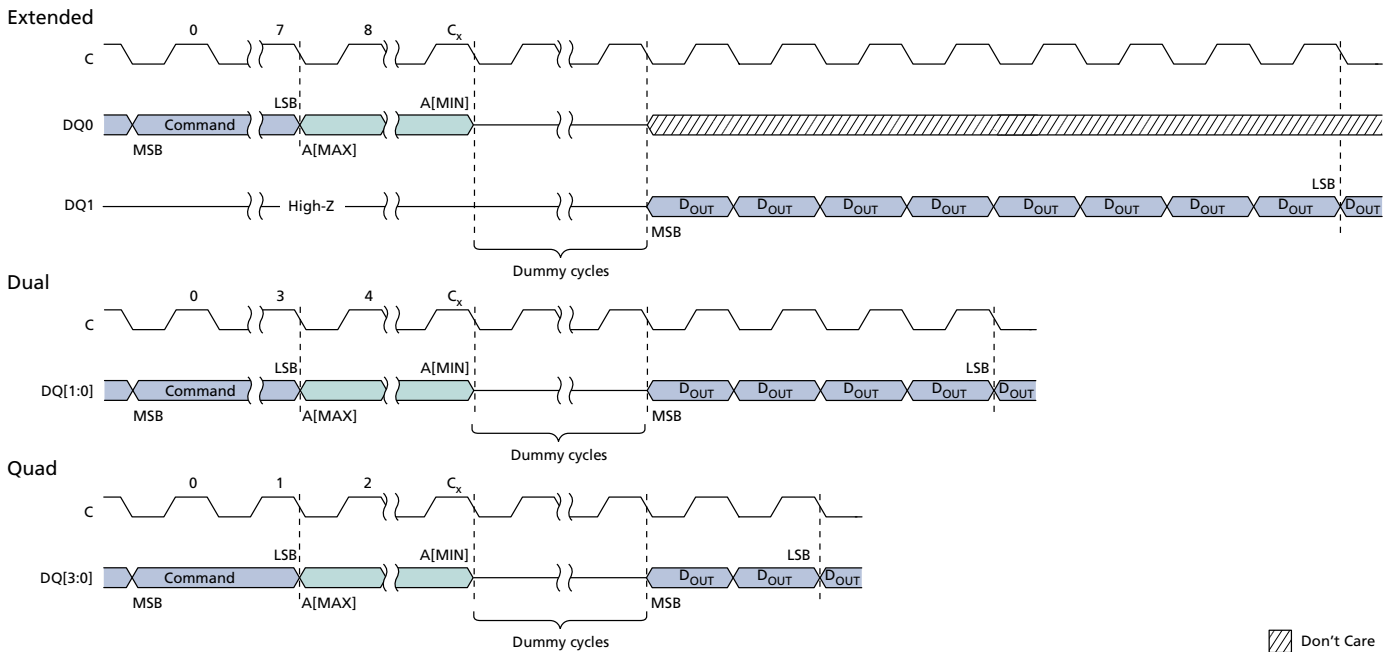 Extended
0 7 8 Cx
C
LSB A[MIN]
DQ0 Command
MSB A[MAX]
LSB
DQ1 High-Z DOUT DOUT DOUT DOUT DOUT DOUT DOUT DOUT DOUT
MSB
Dummy cycles
Dual
0 3 4 Cx
C
LSB A[MIN] LSB
DQ[1:0] Command DOUT DOUT DOUT DOUT DOUT
MSB A[MAX] MSB
Dummy cycles
Quad
0 1 2 Cx
C
LSB A[MIN] LSB
DQ[3:0] Command DOUT DOUT DOUT
MSB A[MAX] MSB
Dummy cycles
Don't Care